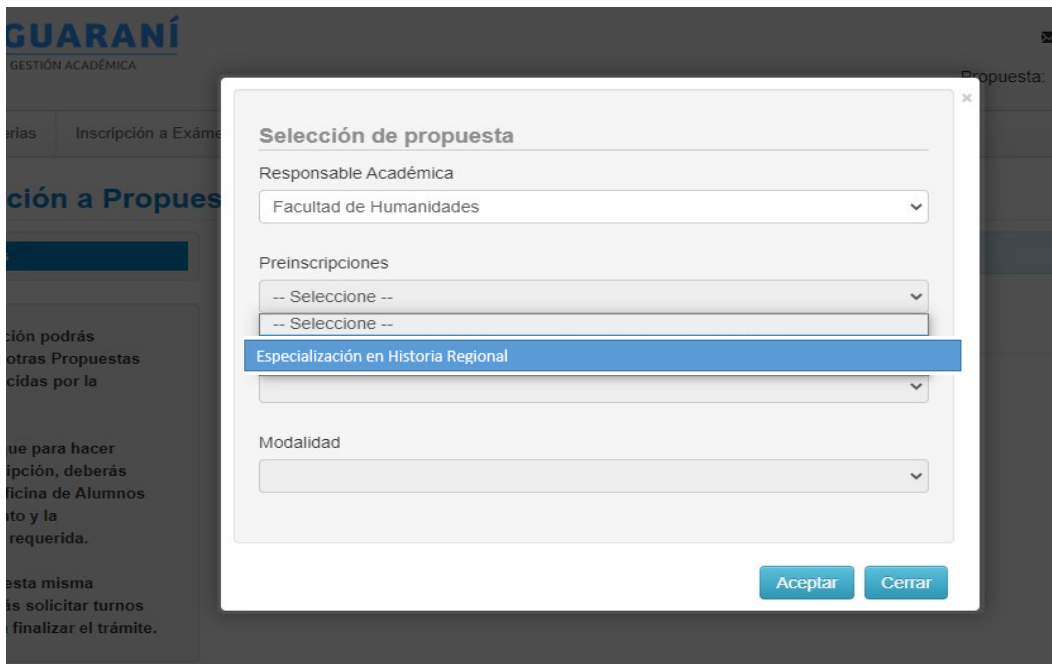 GUARANÍ
GESTIÓN ACADÉMICA
Propuesta:
erias Inscripción a Exáme
ción a Propues
Selección de propuesta
Responsable Académica
Facultad de Humanidades
Preinscripciones
-- Seleccione --
-- Seleccione --
Especialización en Historia Regional
Modalidad
Aceptar Cerrar
ción podrás
otras Propuestas
cidas por la
ue para hacer
ipción, deberás
ficina de Alumnos
nto y la
requerida.
esta misma
ás solicitar turnos
finalizar el trámite.